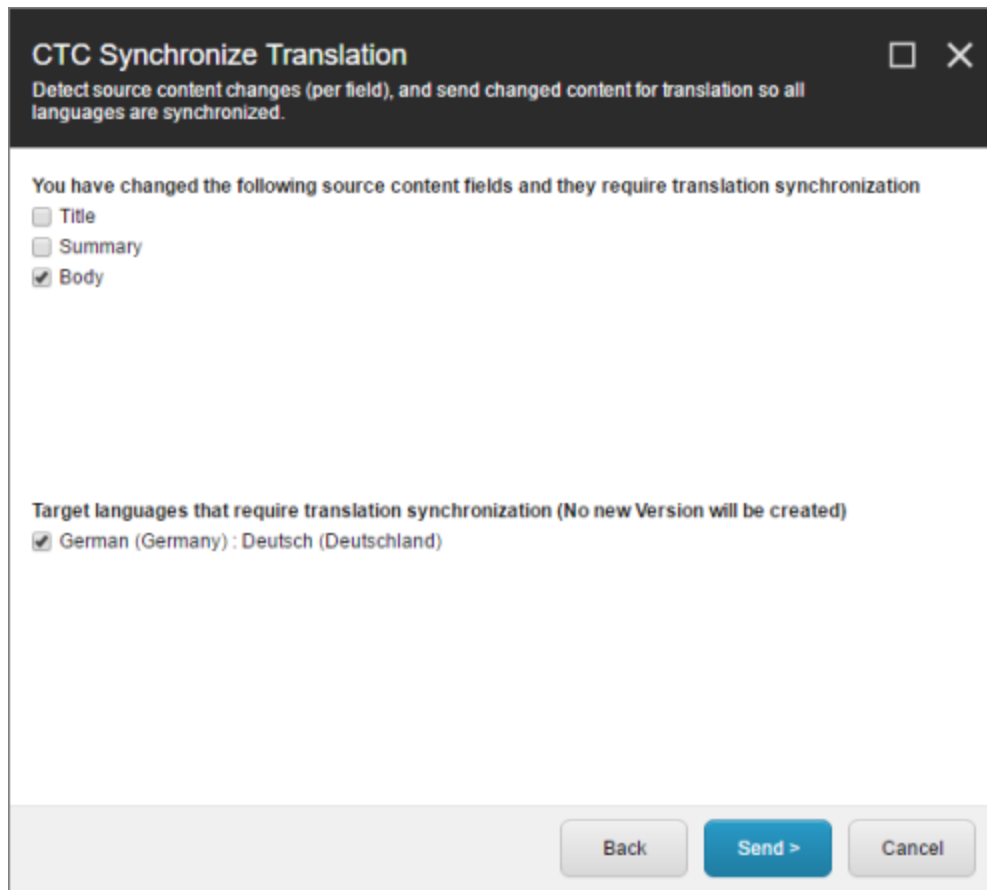 CTC Synchronize Translation
Detect source content changes (per field), and send changed content for translation so all
languages are synchronized.
You have changed the following source content fields and they require translation synchronization
Title
Summary
Body
Target languages that require translation synchronization (No new Version will be created)
German (Germany) : Deutsch (Deutschland)
Back
Send >
Cancel